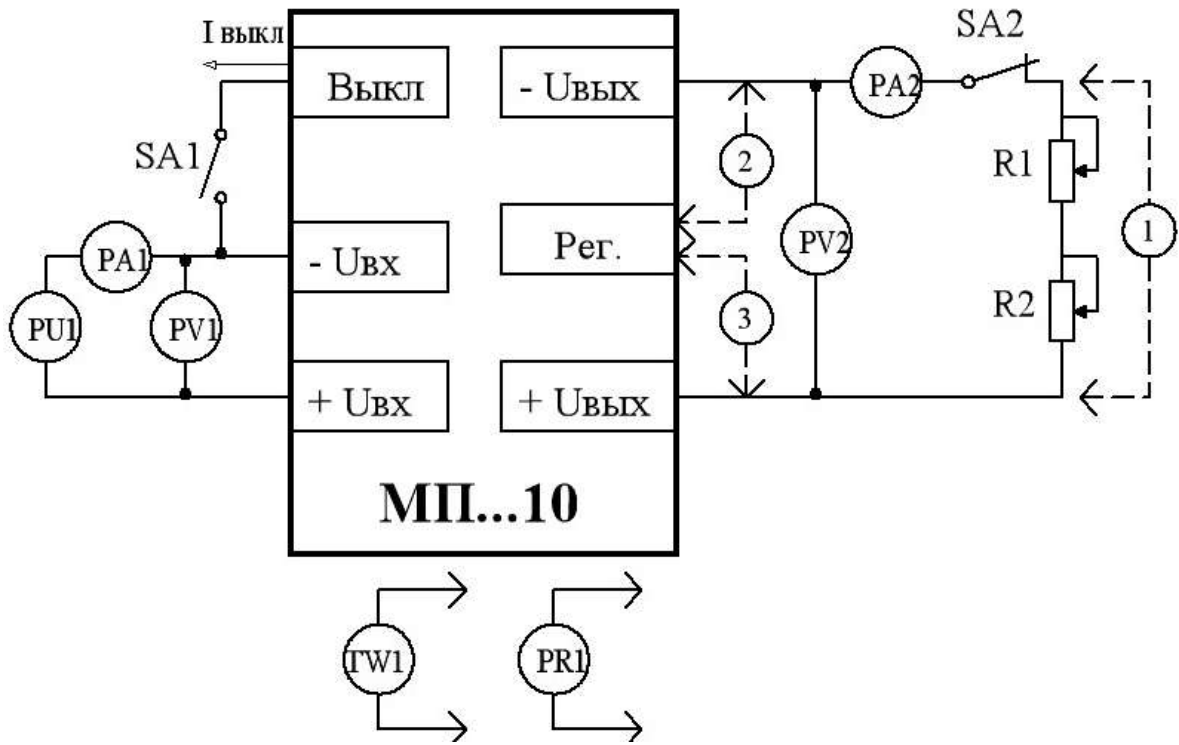 I выкл
SA2
Выкл
- Uвых
PA2
SA1
2
R1
PA1
- Uвх
Рег.
PV2
1
PU1
PV1
3
R2
+ Uвх
+ Uвых
МП...10
TW1
PR1